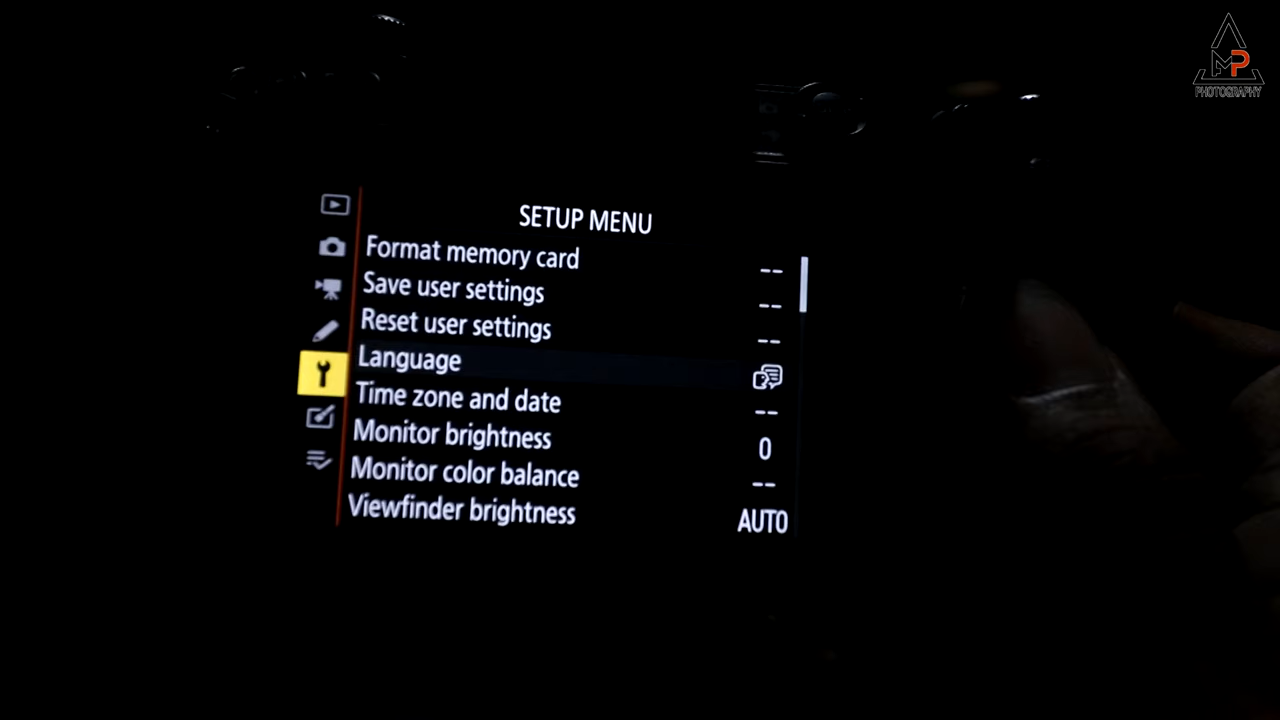 MP
PHOTOGRAPHY
SETUP MENU
Format memory card --
Save user settings --
Reset user settings --
Language
Time zone and date --
Monitor brightness 0
Monitor color balance --
Viewfinder brightness AUTO